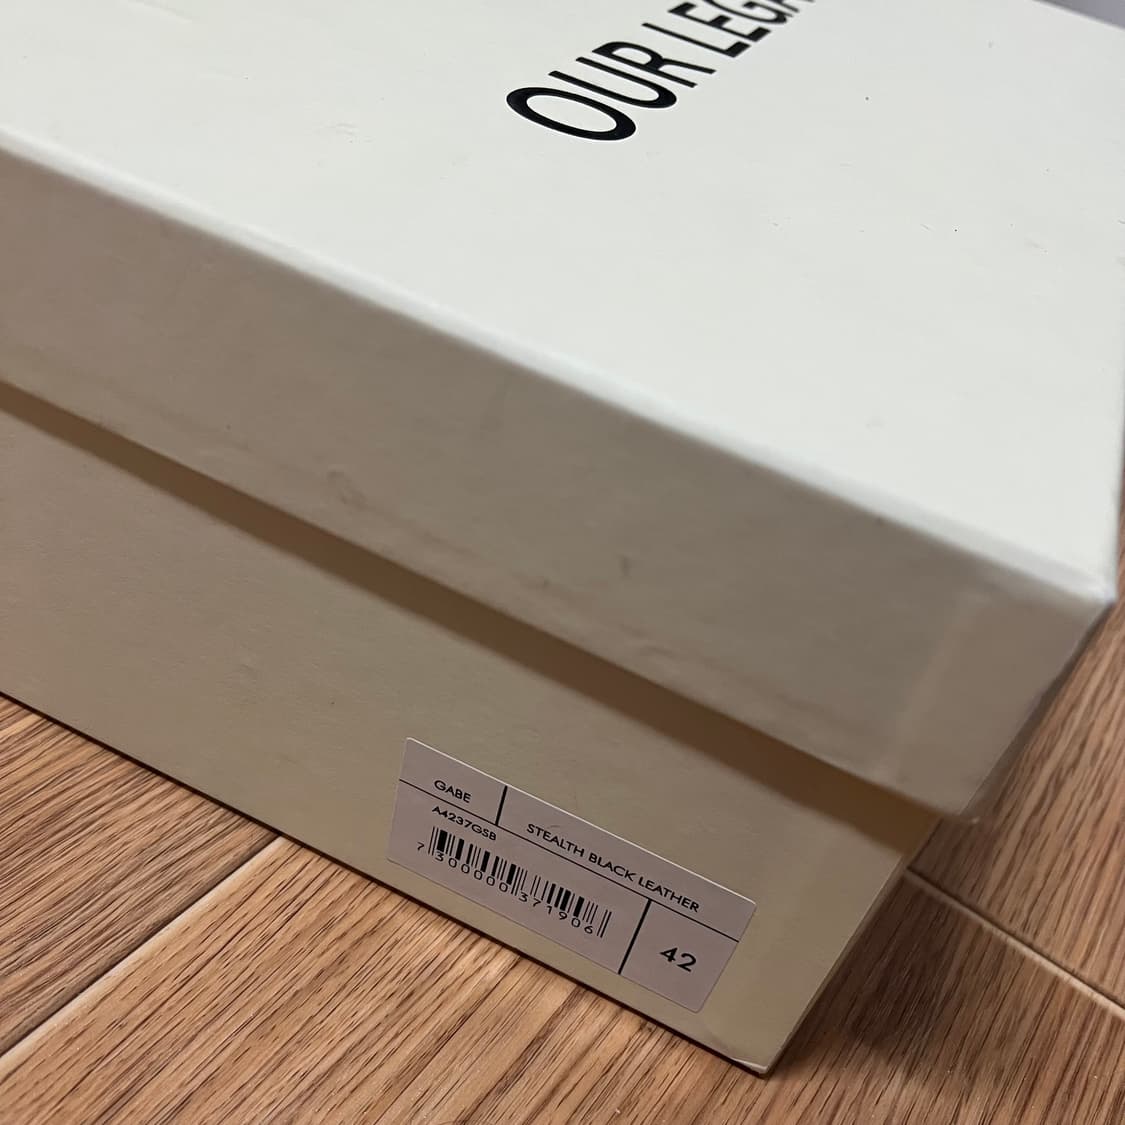 OUR LEGA
GABE
STEALTH BLACK LEATHER
A4237GSB
7 300000 371906
42